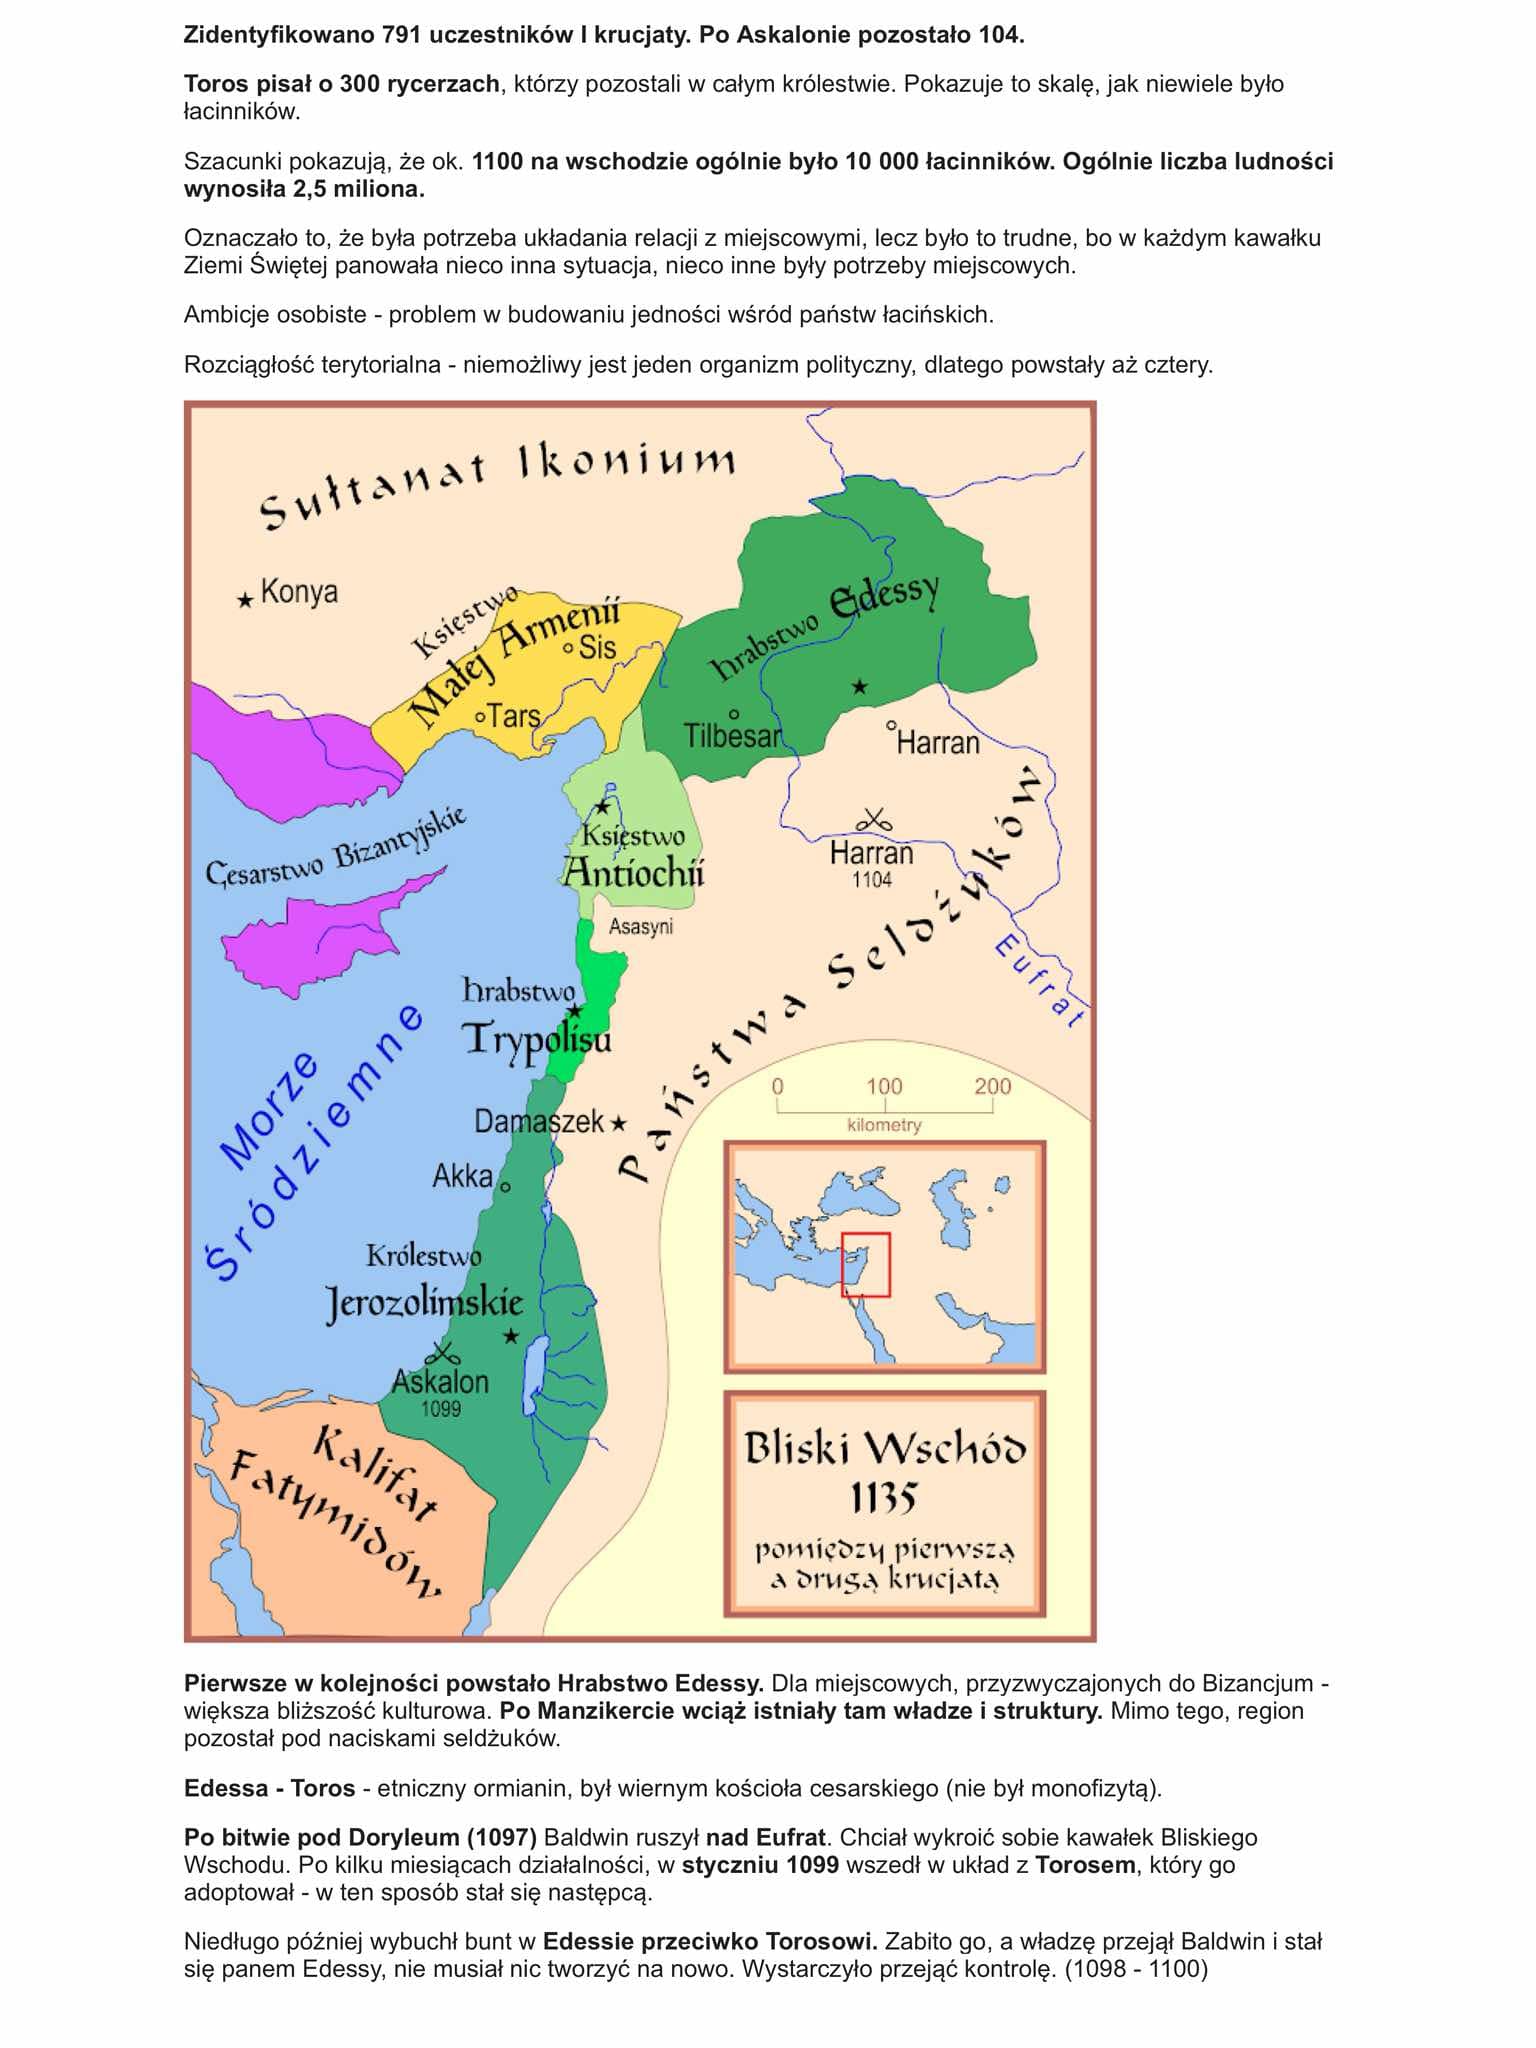 Zidentyfikowano 791 uczestników I krucjaty. Po Askalonie pozostało 104.
Toros pisał o 300 rycerzach, którzy pozostali w całym królestwie. Pokazuje to skalę, jak niewiele było
łacinników.
Szacunki pokazują, że ok. 1100 na wschodzie ogólnie było 10 000 łacinników. Ogólnie liczba ludności
wynosiła 2,5 miliona.
Oznaczało to, że była potrzeba układania relacji z miejscowymi, lecz było to trudne, bo w każdym kawałku
Ziemi Świętej panowała nieco inna sytuacja, nieco inne były potrzeby miejscowych.
Ambicje osobiste - problem w budowaniu jedności wśród państw łacińskich.
Rozciągłość terytorialna - niemożliwy jest jeden organizm polityczny, dlatego powstały aż cztery.
Sułtanat Ikonium
Konya
Księstwo
Małej Armenii
Sis
Tars
hrabstwo Edessy
Tilbesar
Harran
Cesarstwo Bizantyjskie
Księstwo
Antiochii
Harran
1104
Asasyni
Państwa Seldżuków
Eufrat
hrabstwo
Trypolisu
Morze
Śródziemne
Damaszek
Akka
Królestwo
Jerozolimskie
Askalon
1099
Kalifat
Fatymidów
0 100 200
kilometry
Bliski Wschód
1135
pomiędzy pierwszą
a drugą krucjatą
Pierwsze w kolejności powstało Hrabstwo Edessy. Dla miejscowych, przyzwyczajonych do Bizancjum -
większa bliższość kulturowa. Po Manzikercie wciąż istniały tam władze i struktury. Mimo tego, region
pozostał pod naciskami seldżuków.
Edessa - Toros - etniczny ormianin, był wiernym kościoła cesarskiego (nie był monofizytą).
Po bitwie pod Doryleum (1097) Baldwin ruszył nad Eufrat. Chciał wykroić sobie kawałek Bliskiego
Wschodu. Po kilku miesiącach działalności, w styczniu 1099 wszedł w układ z Torosem, który go
adoptował - w ten sposób stał się następcą.
Niedługo później wybuchł bunt w Edessie przeciwko Torosowi. Zabito go, a władzę przejął Baldwin i stał
się panem Edessy, nie musiał nic tworzyć na nowo. Wystarczyło przejąć kontrolę. (1098 - 1100)